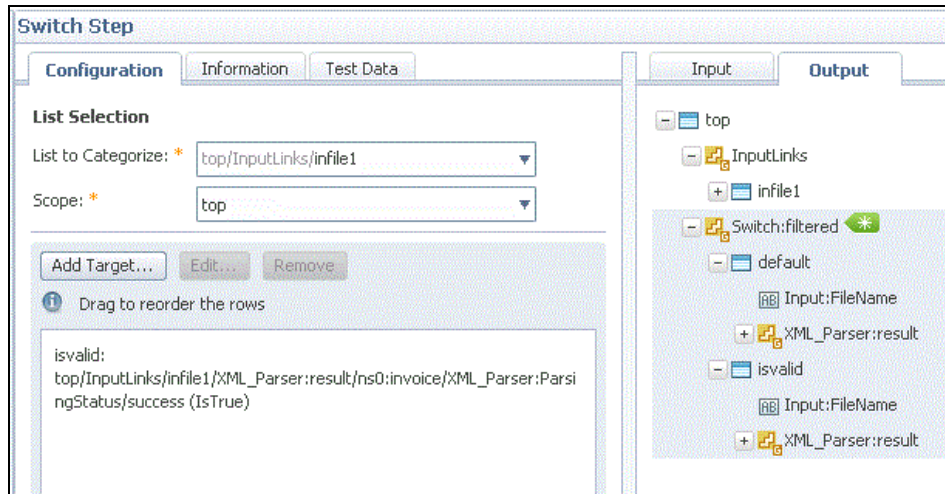 Switch Step
Configuration
Information
Test Data
List Selection
List to Categorize: *
top/InputLinks/infile1
Scope: *
top
Add Target...
Edit...
Remove
Drag to reorder the rows
isvalid:
top/InputLinks/infile1/XML_Parser:result/ns0:invoice/XML_Parser:Parsi
ngStatus/success (IsTrue)
Input
Output
top
InputLinks
infile1
Switch:filtered
default
AB Input:FileName
XML_Parser:result
isvalid
AB Input:FileName
XML_Parser:result